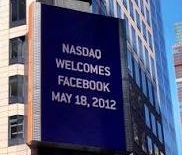 NASDAQ
WELCOMES
FACEBOOK
MAY 18, 2012